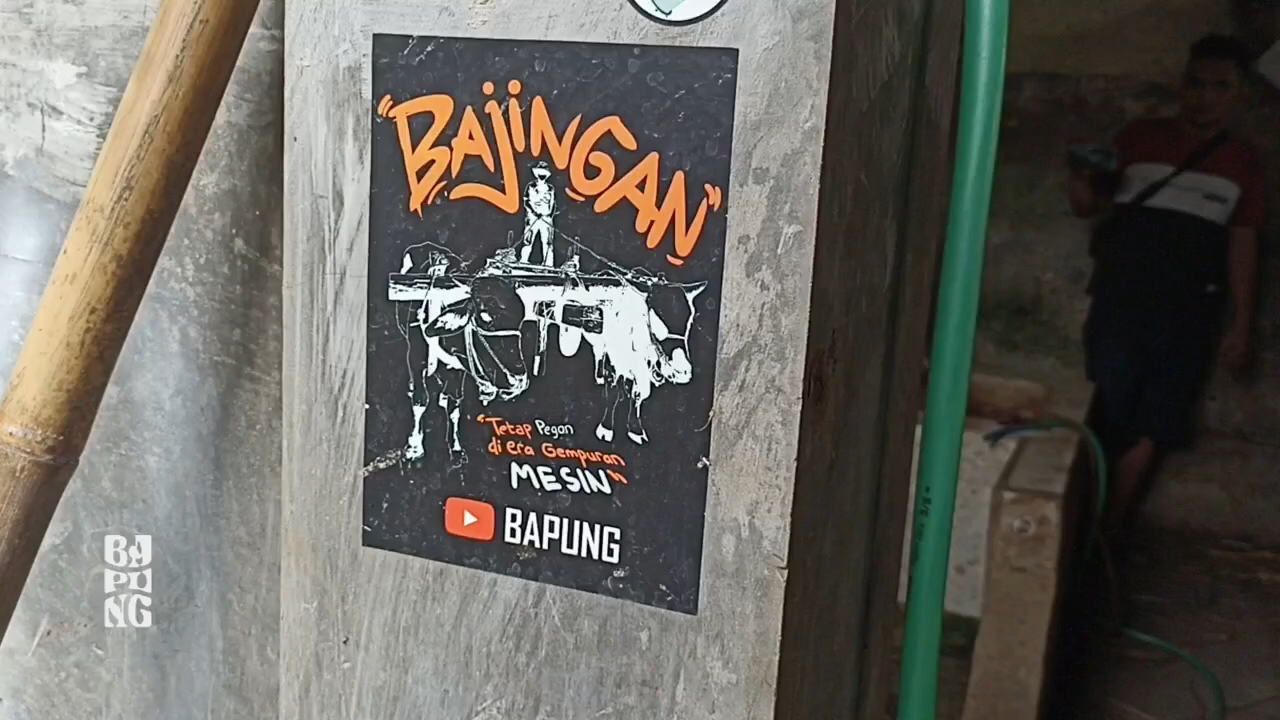 "BAJiNGAN"
"Tetap Pegon
di era Gempuran
MESIN"
BAPUNG
BA
PU
NG